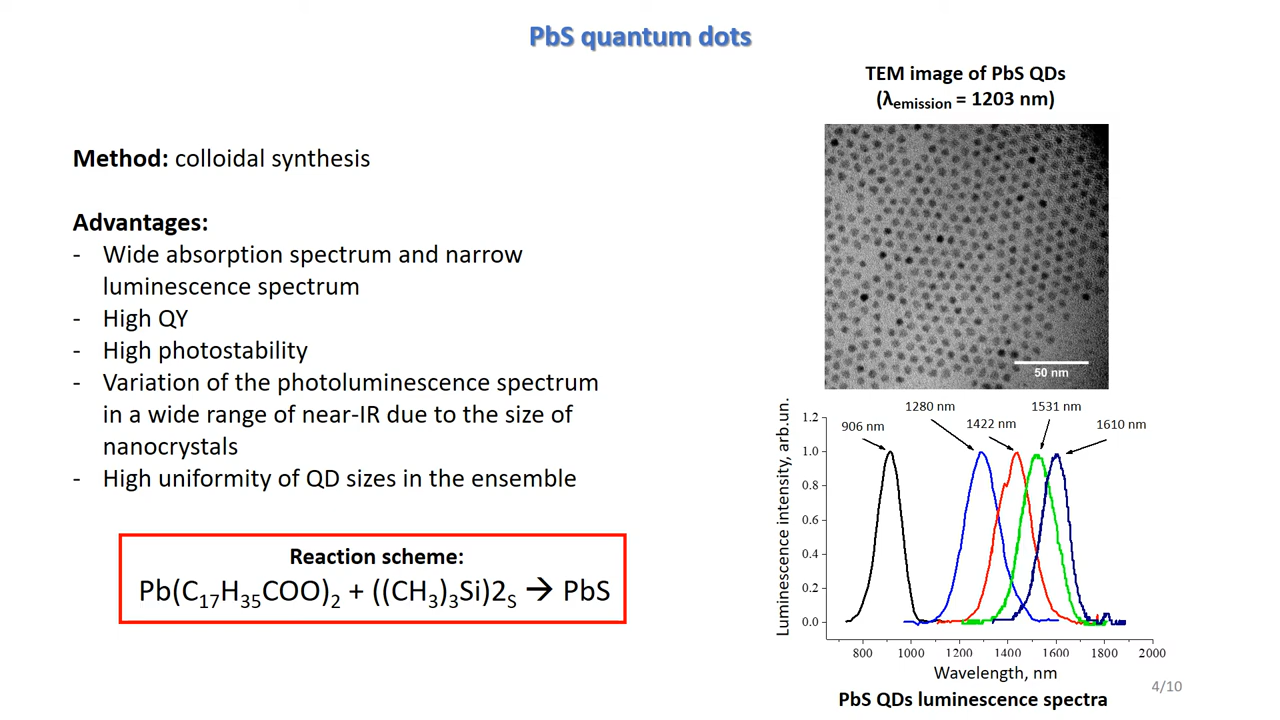 PbS quantum dots
Method: colloidal synthesis
Advantages:
- Wide absorption spectrum and narrow
luminescence spectrum
- High QY
- High photostability
- Variation of the photoluminescence spectrum
in a wide range of near-IR due to the size of
nanocrystals
- High uniformity of QD sizes in the ensemble
Reaction scheme:
Pb(C₁₇H₃₅COO)₂ + ((CH₃)₃Si)2ₛ → PbS
TEM image of PbS QDs
(λemission = 1203 nm)
50 nm
906 nm
1280 nm
1422 nm
1531 nm
1610 nm
Luminescence intensity, arb.un.
1.2
1.0
0.8
0.6
0.4
0.2
0.0
800 1000 1200 1400 1600 1800 2000
Wavelength, nm
PbS QDs luminescence spectra
4/10